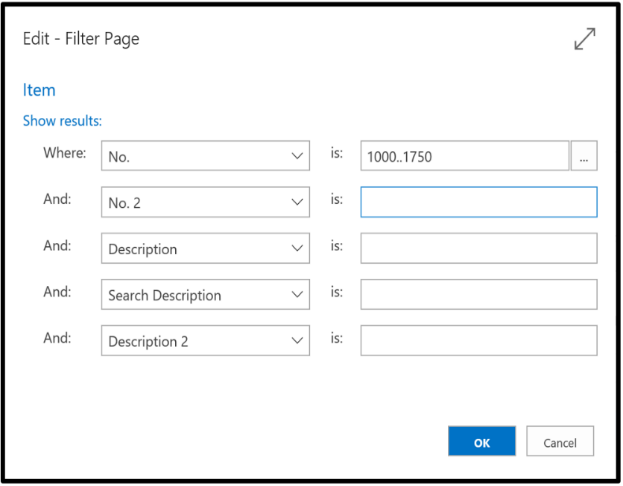 Edit - Filter Page
Item
Show results:
Where: No. is: 1000..1750 ...
And: No. 2 is:
And: Description is:
And: Search Description is:
And: Description 2 is:
OK Cancel